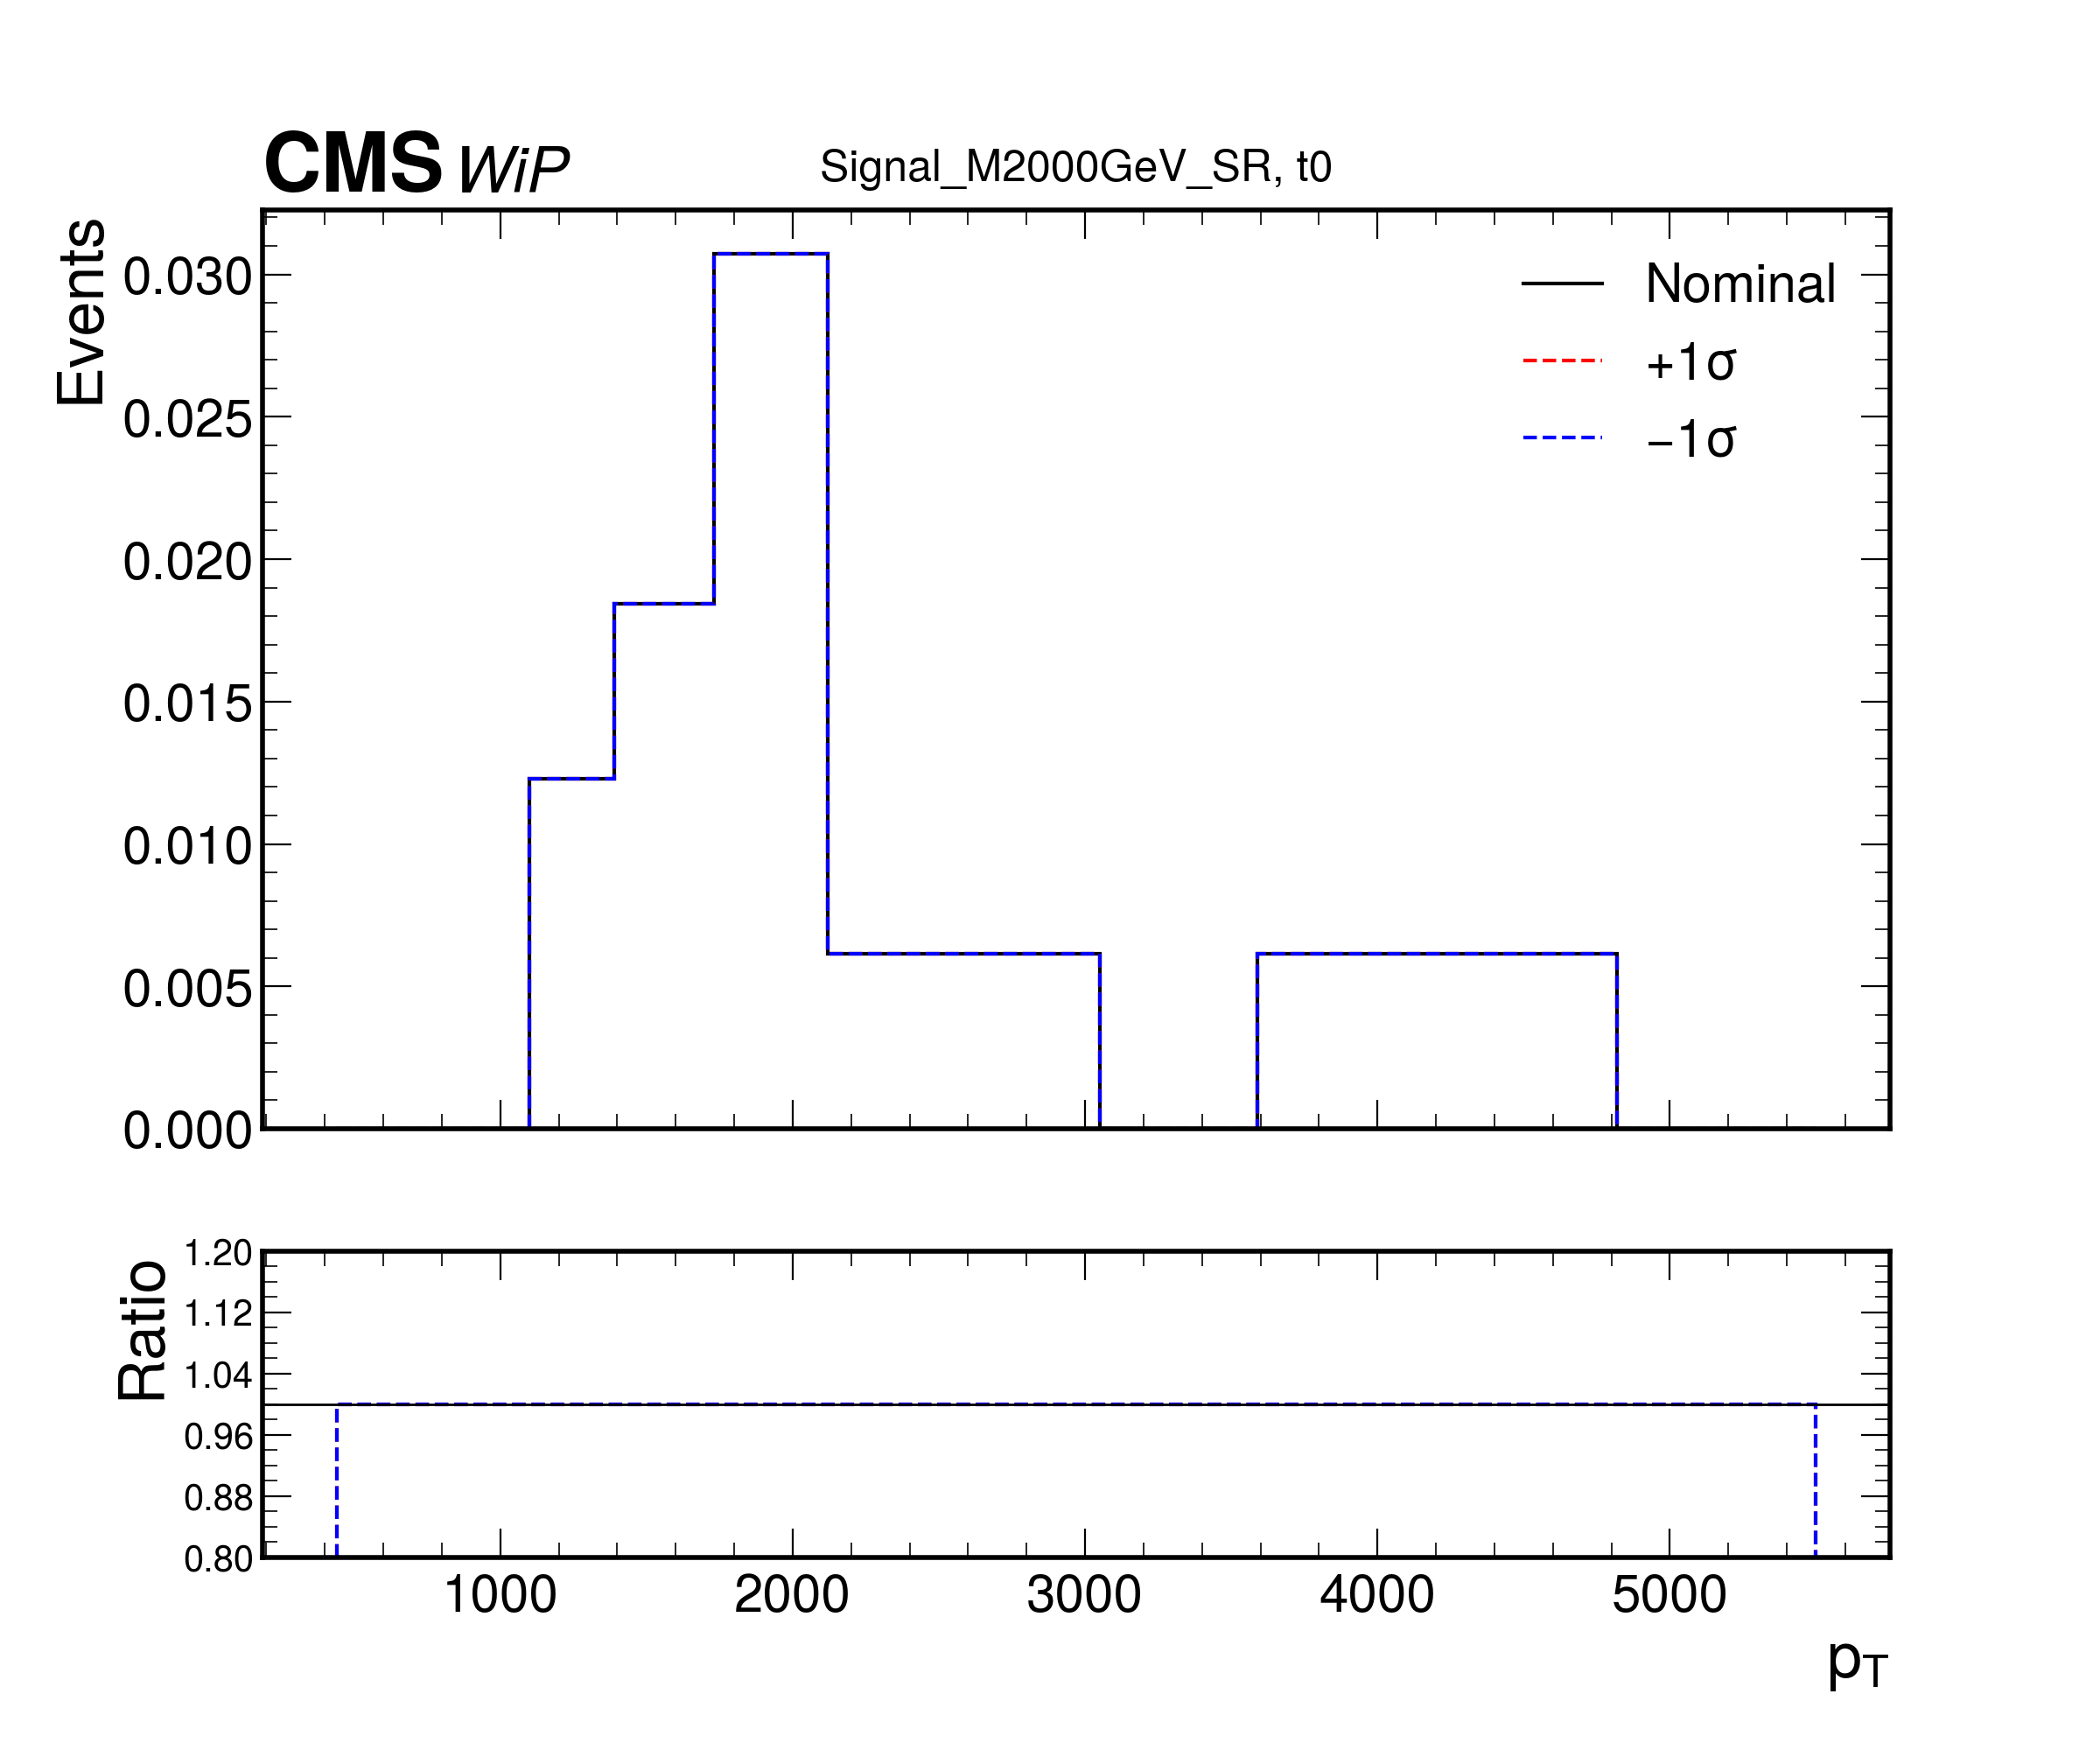 CMS WiP
Signal_M2000GeV_SR, t0
Events
0.030
0.025
0.020
0.015
0.010
0.005
0.000
Nominal
+1σ
−1σ
Ratio
1.20
1.12
1.04
0.96
0.88
0.80
1000 2000 3000 4000 5000
pT